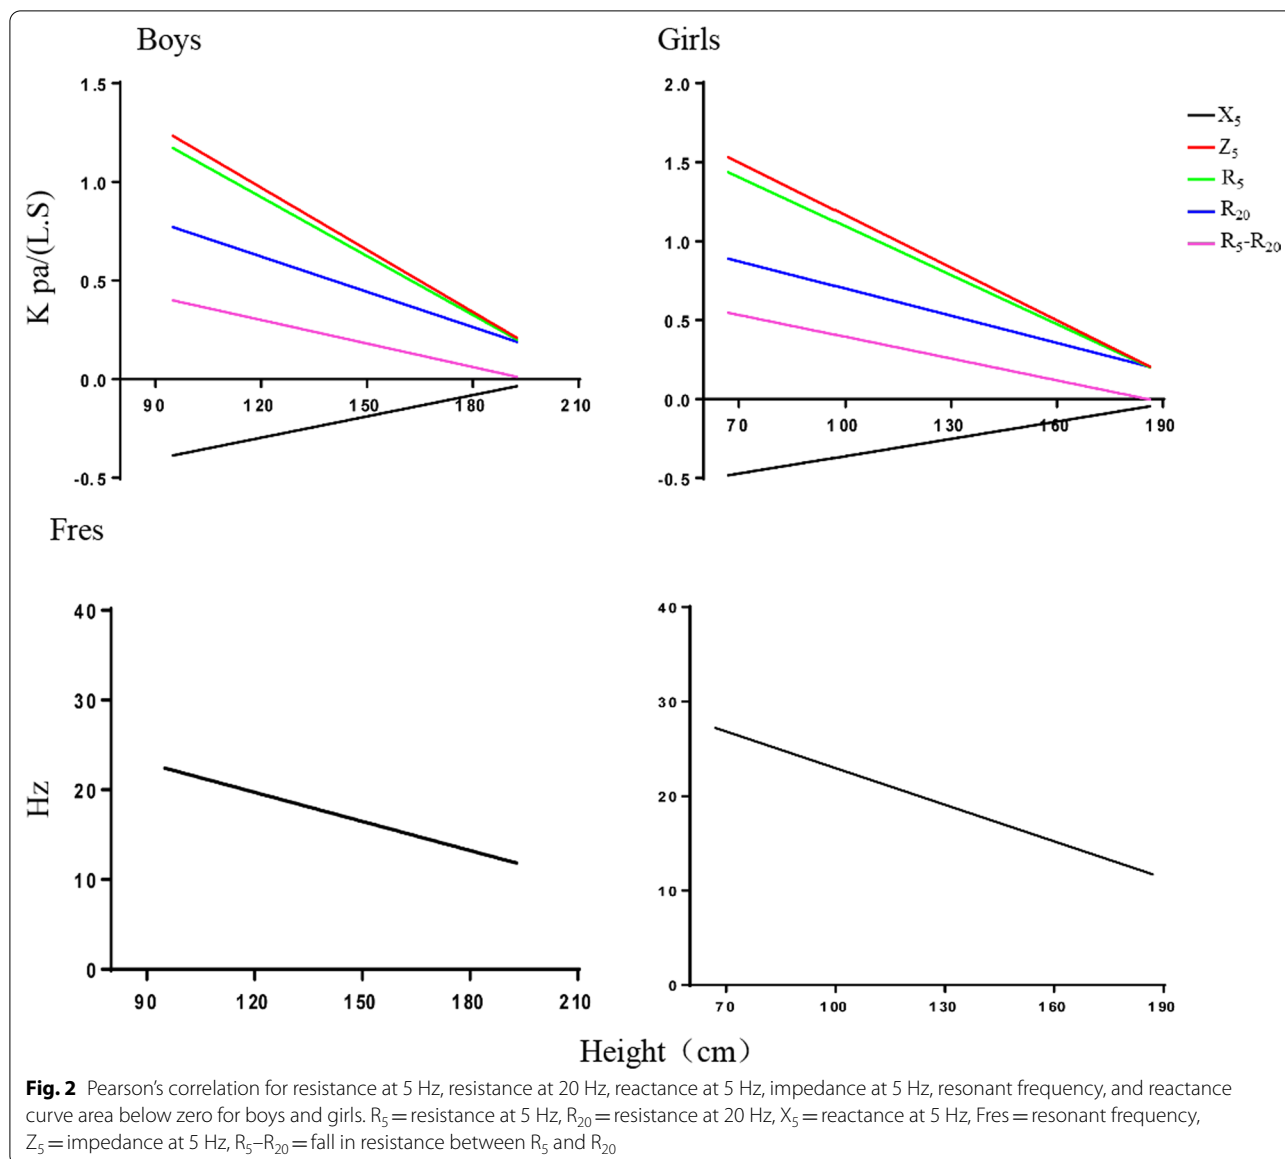 Boys
Girls
K pa/(L.S)
1.5
1.0
0.5
0.0
-0.5
90 120 150 180 210
2.0
1.5
1.0
0.5
0.0
-0.5
70 100 130 160 190
X5
Z5
R5
R20
R5-R20
Fres
Hz
40
30
20
10
0
90 120 150 180 210
40
30
20
10
0
70 100 130 160 190
Height（cm）
Fig. 2 Pearson's correlation for resistance at 5 Hz, resistance at 20 Hz, reactance at 5 Hz, impedance at 5 Hz, resonant frequency, and reactance
curve area below zero for boys and girls. R5 = resistance at 5 Hz, R20 = resistance at 20 Hz, X5 = reactance at 5 Hz, Fres = resonant frequency,
Z5 = impedance at 5 Hz, R5–R20 = fall in resistance between R5 and R20